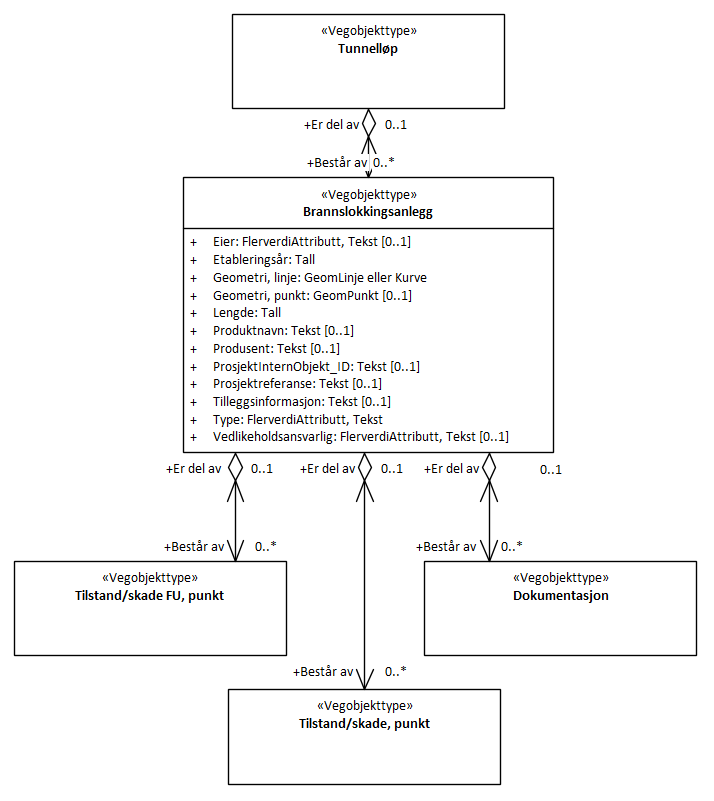 «Vegobjekttype»
Tunnelløp
+Er del av 0..1
+Består av 0..*
«Vegobjekttype»
Brannslokkingsanlegg
+ Eier: FlerverdiAttributt, Tekst [0..1]
+ Etableringsår: Tall
+ Geometri, linje: GeomLinje eller Kurve
+ Geometri, punkt: GeomPunkt [0..1]
+ Lengde: Tall
+ Produktnavn: Tekst [0..1]
+ Produsent: Tekst [0..1]
+ ProsjektInternObjekt_ID: Tekst [0..1]
+ Prosjektreferanse: Tekst [0..1]
+ Tilleggsinformasjon: Tekst [0..1]
+ Type: FlerverdiAttributt, Tekst
+ Vedlikeholdsansvarlig: FlerverdiAttributt, Tekst [0..1]
+Er del av 0..1 +Er del av 0..1 +Er del av 0..1
+Består av 0..* +Består av 0..*
«Vegobjekttype»
Tilstand/skade FU, punkt
«Vegobjekttype»
Dokumentasjon
+Består av 0..*
«Vegobjekttype»
Tilstand/skade, punkt